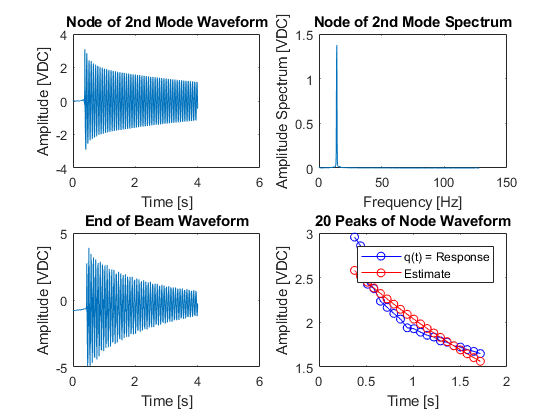 Node of 2nd Mode Waveform
Amplitude [VDC]
4
2
0
-2
-4
0
2
4
6
Time [s]
Node of 2nd Mode Spectrum
Amplitude Spectrum [VDC]
1.5
1
0.5
0
0
50
100
150
Frequency [Hz]
End of Beam Waveform
Amplitude [VDC]
5
0
-5
0
2
4
6
Time [s]
20 Peaks of Node Waveform
Amplitude [VDC]
3
2.5
2
1.5
0
0.5
1
1.5
2
Time [s]
q(t) = Response
Estimate